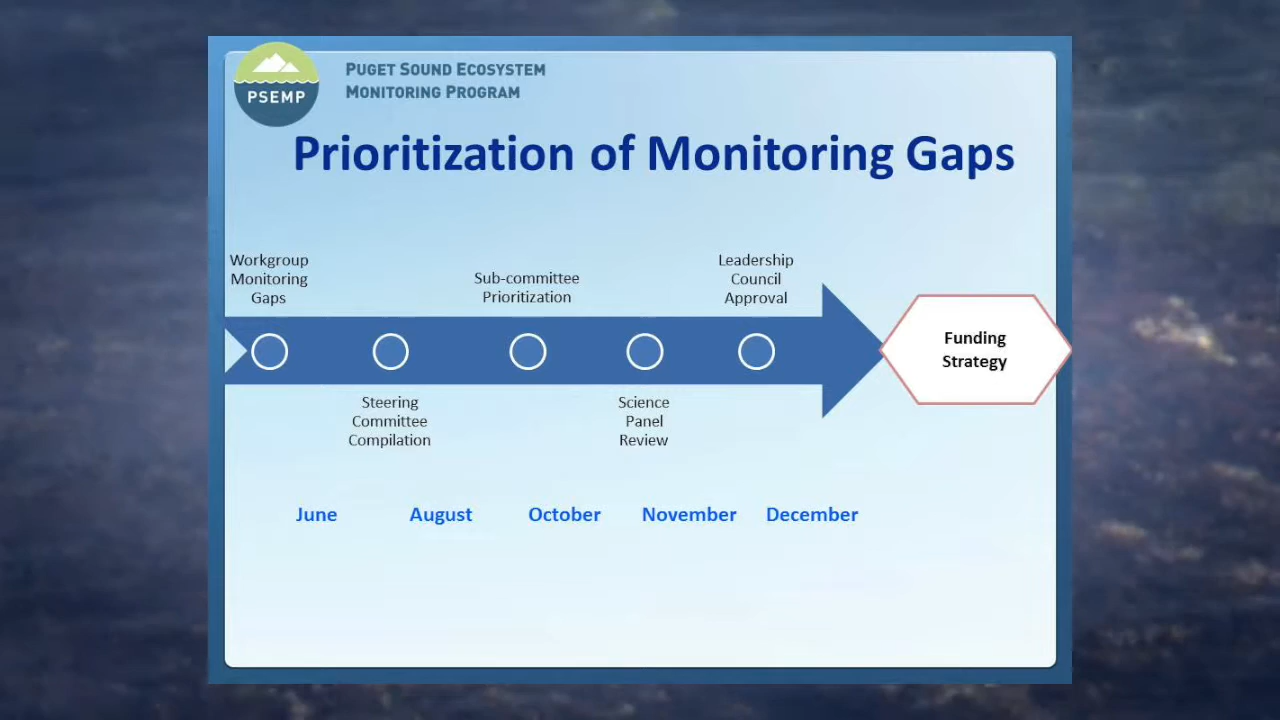 PSEMP
PUGET SOUND ECOSYSTEM
MONITORING PROGRAM
Prioritization of Monitoring Gaps
Workgroup
Monitoring
Gaps
Sub-committee
Prioritization
Leadership
Council
Approval
Funding
Strategy
Steering
Committee
Compilation
Science
Panel
Review
June August October November December